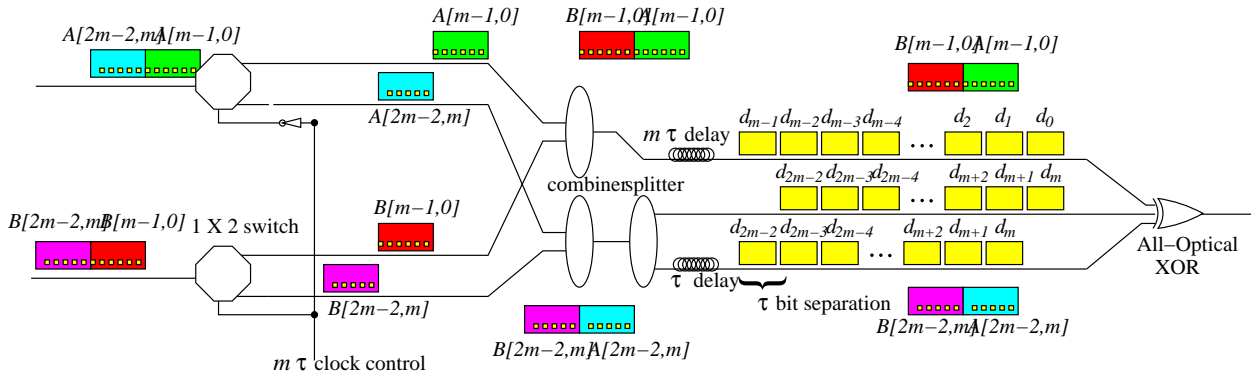 A[2m−2,m] A[m−1,0]
A[m−1,0]
B[m−1,0] A[m−1,0]
B[m−1,0] A[m−1,0]
A[2m−2,m]
m τ delay
d_{m−1} d_{m−2} d_{m−3} d_{m−4} d_2 d_1 d_0
...
combiner splitter
d_{2m−2} d_{2m−3} d_{2m−4} d_{m+2} d_{m+1} d_m
...
B[2m−2,m] B[m−1,0]
1 X 2 switch
B[m−1,0]
d_{2m−2} d_{2m−3} d_{2m−4} d_{m+2} d_{m+1} d_m
...
All−Optical
XOR
B[2m−2,m]
τ delay
τ bit separation
B[2m−2,m] A[2m−2,m]
B[2m−2,m] A[2m−2,m]
m τ clock control